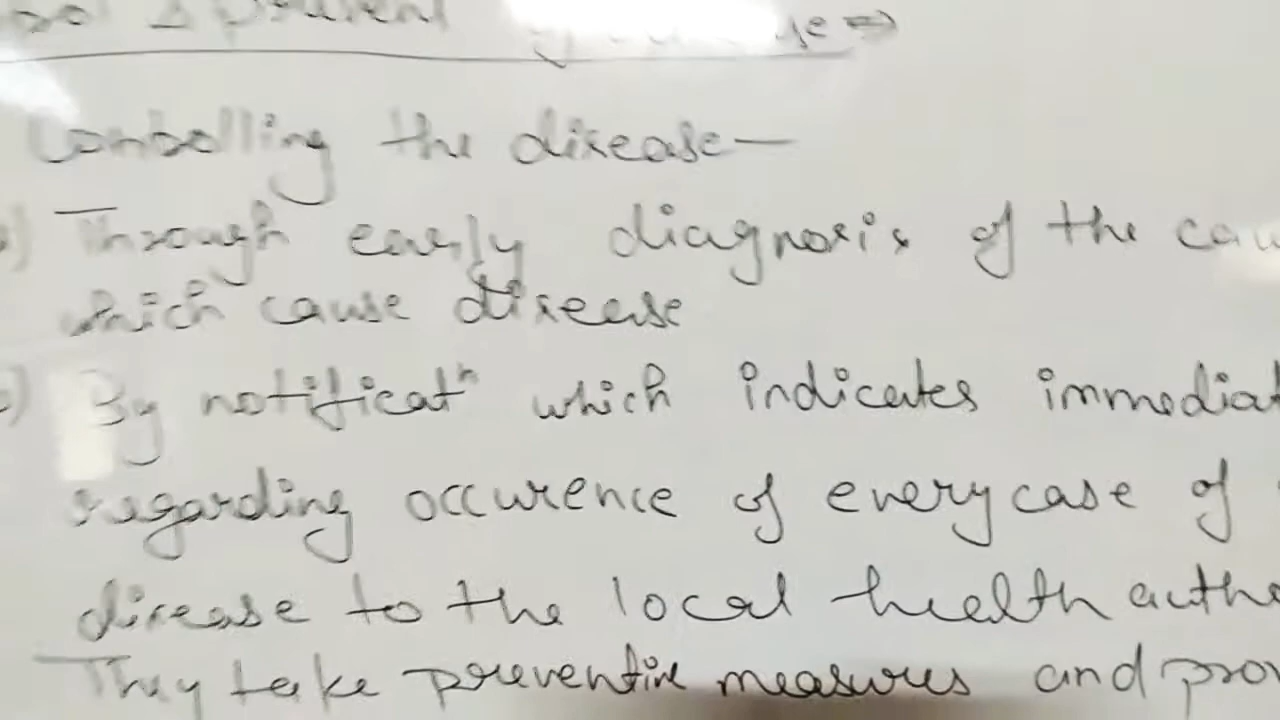 Controlling the disease—
Through early diagnosis of the
which cause disease
By notificatⁿ which indicates
regarding occurence of every case of
disease to the local health
They take preventive measures and